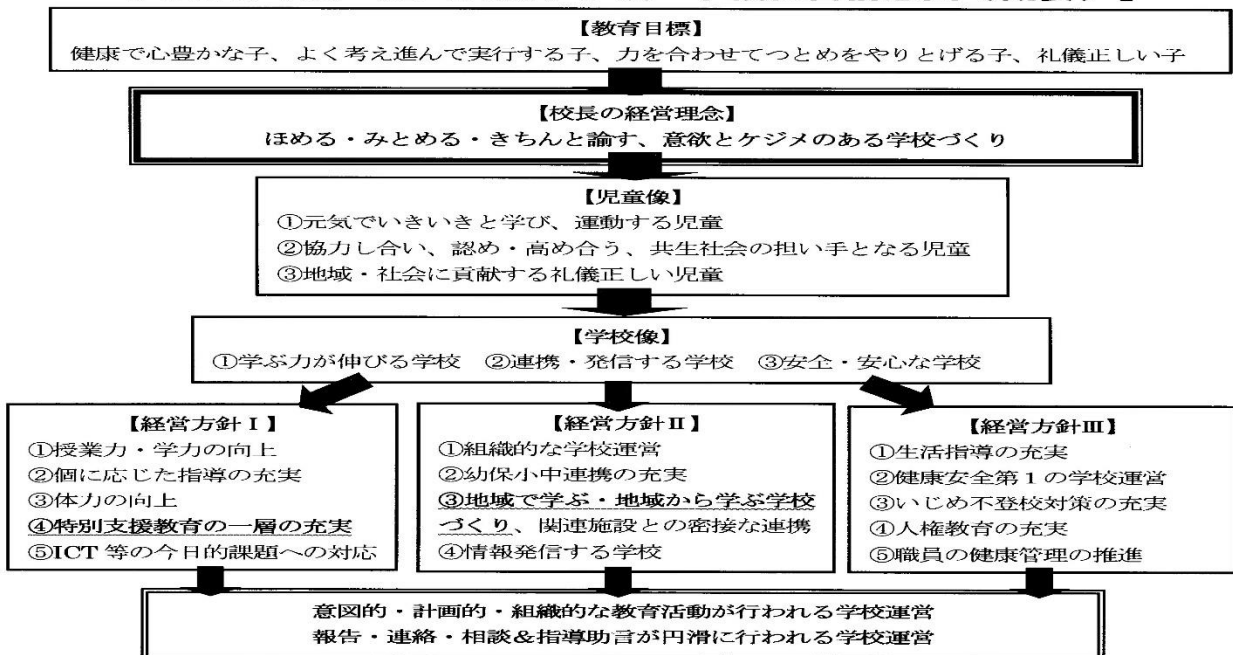 【教育目標】
健康で心豊かな子、よく考え進んで実行する子、力を合わせてつとめをやりとげる子、礼儀正しい子
【校長の経営理念】
ほめる・みとめる・きちんと諭す、意欲とケジメのある学校づくり
【児童像】
①元気でいきいきと学び、運動する児童
②協力し合い、認め・高め合う、共生社会の担い手となる児童
③地域・社会に貢献する礼儀正しい児童
【学校像】
①学ぶ力が伸びる学校 ②連携・発信する学校 ③安全・安心な学校
【経営方針Ⅰ】
①授業力・学力の向上
②個に応じた指導の充実
③体力の向上
④特別支援教育の一層の充実
⑤ICT 等の今日的課題への対応
【経営方針Ⅱ】
①組織的な学校運営
②幼保小中連携の充実
③地域で学ぶ・地域から学ぶ学校
づくり、関連施設との密接な連携
④情報発信する学校
【経営方針Ⅲ】
①生活指導の充実
②健康安全第1の学校運営
③いじめ不登校対策の充実
④人権教育の充実
⑤職員の健康管理の推進
意図的・計画的・組織的な教育活動が行われる学校運営
報告・連絡・相談&指導助言が円滑に行われる学校運営